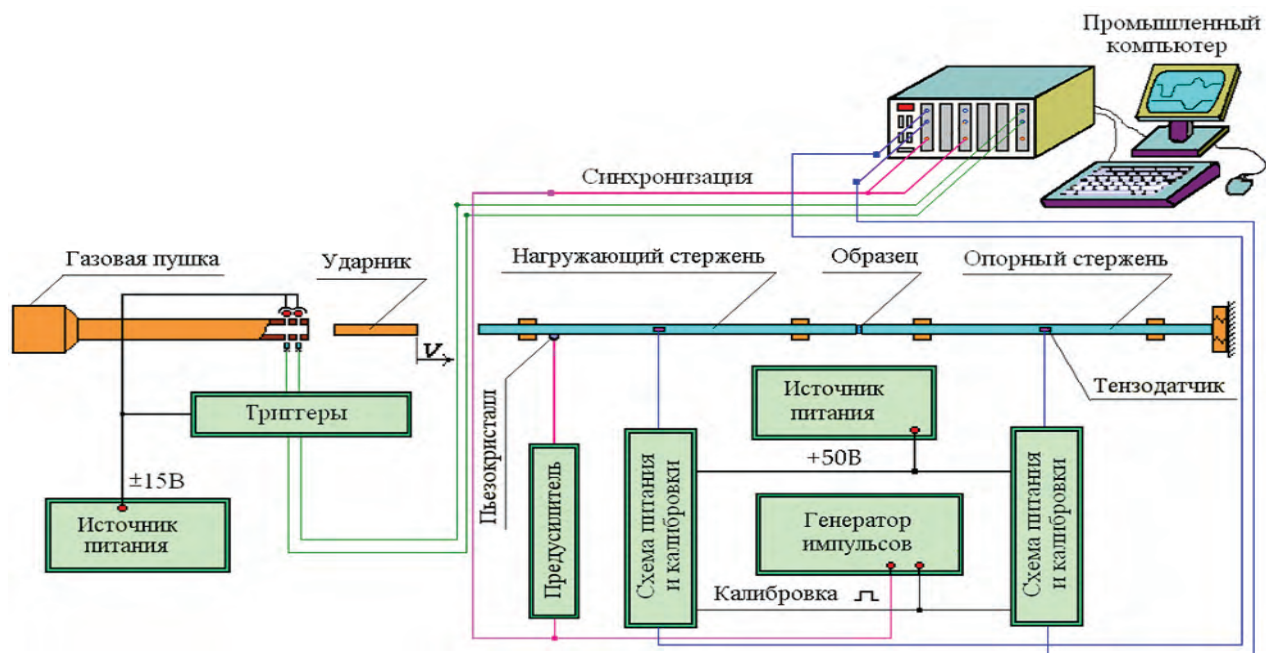 Промышленный
компьютер
Синхронизация
Газовая пушка
Ударник
Нагружающий стержень
Образец
Опорный стержень
V
Пьезокристалл
Триггеры
Источник
питания
Тензодатчик
±15В
Источник
питания
Предусилитель
Схема питания
и калибровки
+50В
Генератор
импульсов
Калибровка
Схема питания
и калибровки